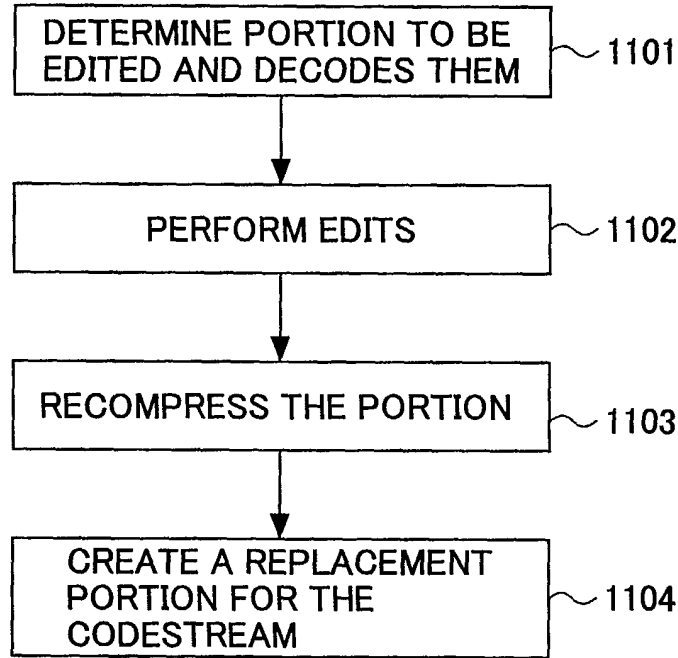 DETERMINE PORTION TO BE
EDITED AND DECODES THEM
1101
PERFORM EDITS
1102
RECOMPRESS THE PORTION
1103
CREATE A REPLACEMENT
PORTION FOR THE
CODESTREAM
1104